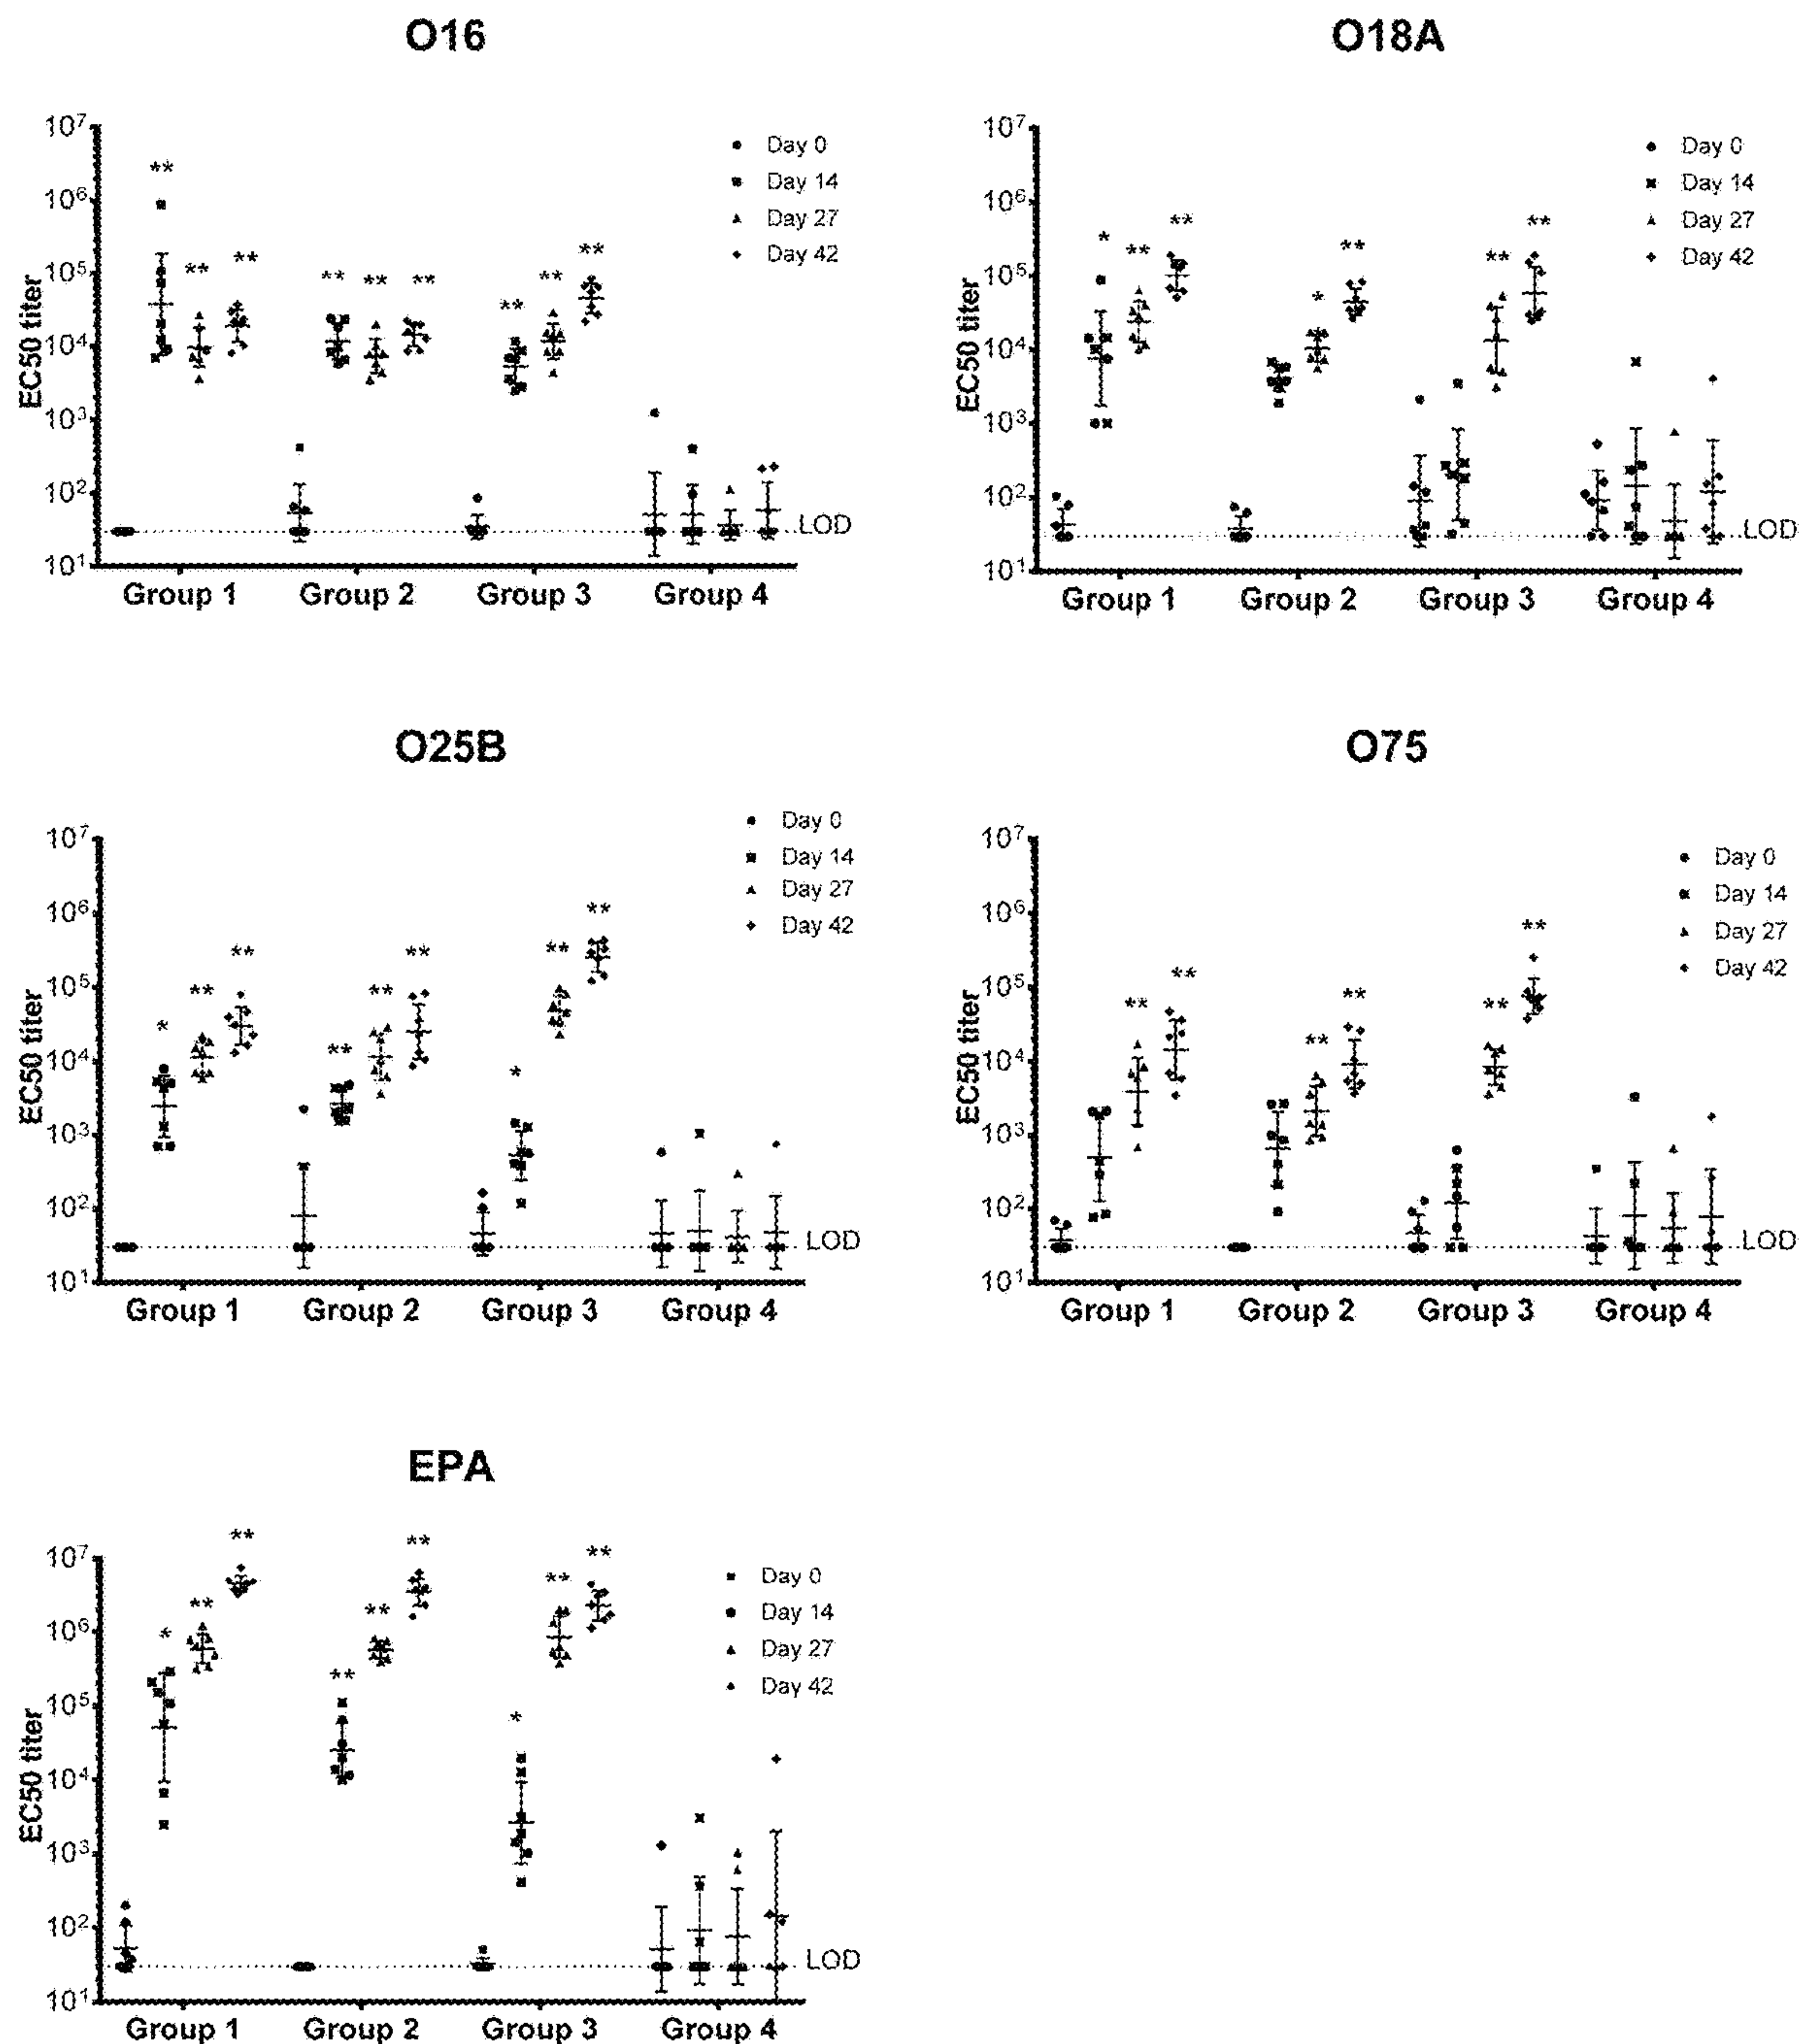 O16
10⁷
10⁶
10⁵
10⁴
10³
10²
10¹
EC50 titer
** ** **
** ** **
** ** **
Day 0
Day 14
Day 27
Day 42
LOD
Group 1 Group 2 Group 3 Group 4
O18A
10⁷
10⁶
10⁵
10⁴
10³
10²
10¹
EC50 titer
* ** **
* **
** **
Day 0
Day 14
Day 27
Day 42
LOD
Group 1 Group 2 Group 3 Group 4
O25B
10⁷
10⁶
10⁵
10⁴
10³
10²
10¹
EC50 titer
* ** **
** ** **
* ** **
Day 0
Day 14
Day 27
Day 42
LOD
Group 1 Group 2 Group 3 Group 4
O75
10⁷
10⁶
10⁵
10⁴
10³
10²
10¹
EC50 titer
** **
** **
** **
Day 0
Day 14
Day 27
Day 42
LOD
Group 1 Group 2 Group 3 Group 4
EPA
10⁷
10⁶
10⁵
10⁴
10³
10²
10¹
EC50 titer
* ** **
** ** **
* ** **
Day 0
Day 14
Day 27
Day 42
LOD
Group 1 Group 2 Group 3 Group 4